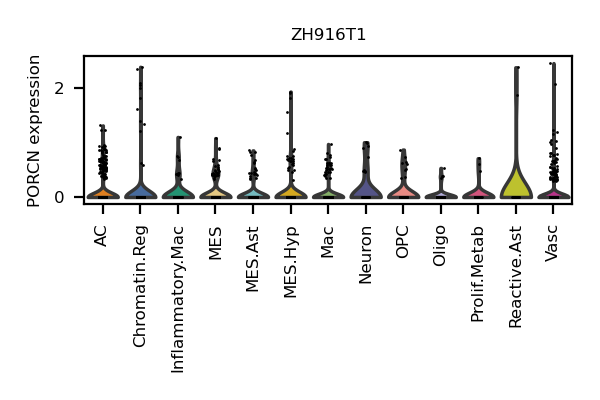 ZH916T1
PORCN expression
2
0
AC
Chromatin.Reg
Inflammatory.Mac
MES
MES.Ast
MES.Hyp
Mac
Neuron
OPC
Oligo
Prolif.Metab
Reactive.Ast
Vasc